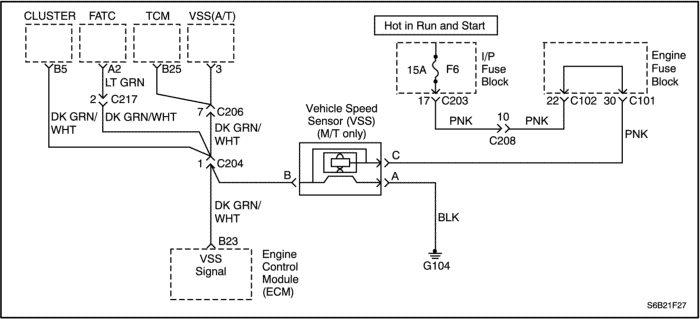 CLUSTER FATC TCM VSS(A/T)
Hot in Run and Start
B5 A2 B25 3
LT GRN
2 C217
DK GRN/
WHT
DK GRN/WHT
7 C206
DK GRN/
WHT
1 C204
15A F6
I/P
Fuse
Block
17 C203
Engine
Fuse
Block
22 C102 30 C101
PNK 10 PNK
C208
PNK
Vehicle Speed
Sensor (VSS)
(M/T only)
B
C
A
BLK
G104
DK GRN/
WHT
B23
VSS
Signal
Engine
Control
Module
(ECM)
S6B21F27